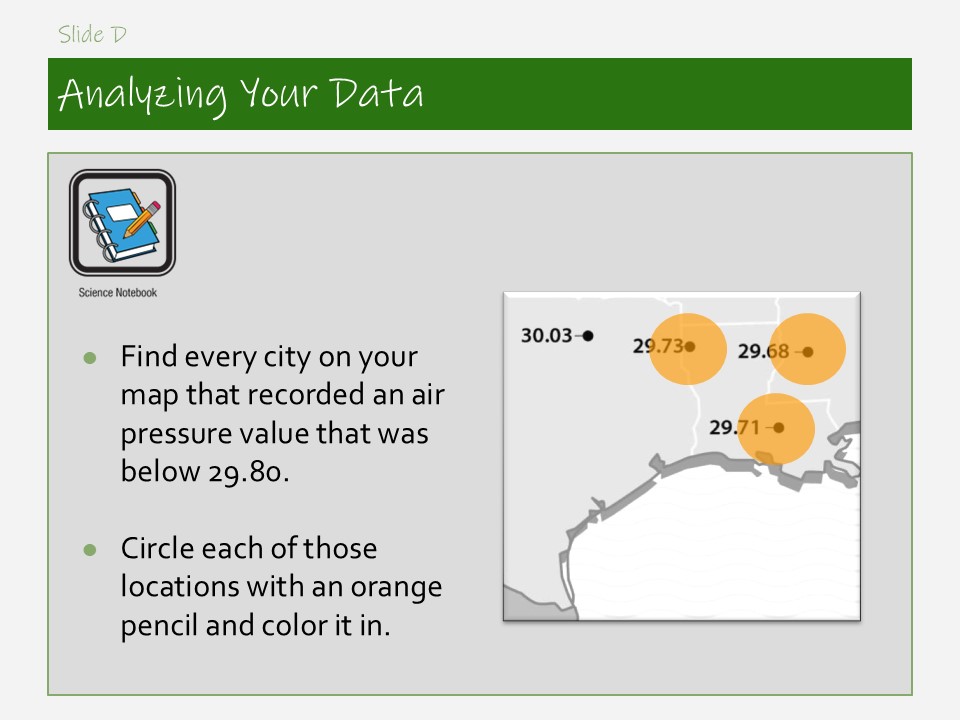 Slide D
Analyzing Your Data
Science Notebook
● Find every city on your
map that recorded an air
pressure value that was
below 29.80.
● Circle each of those
locations with an orange
pencil and color it in.
30.03
29.73
29.68
29.71